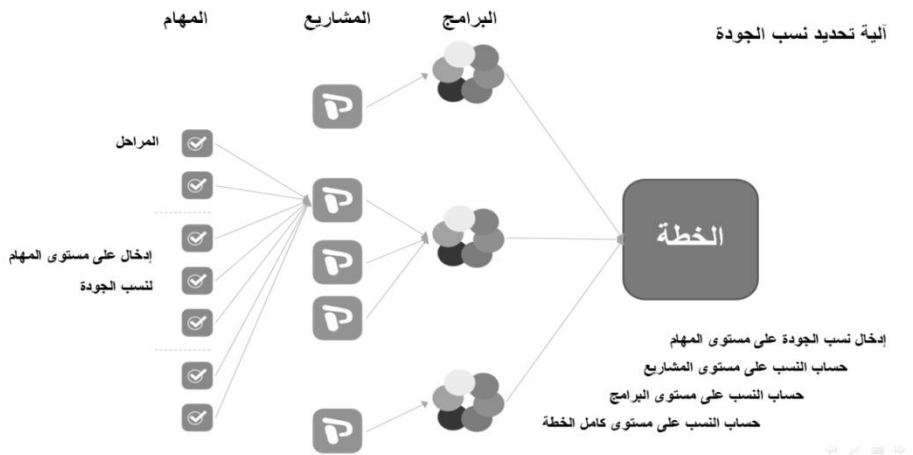 آلية تحديد نسب الجودة
البرامج
المشاريع
المهام
المراحل
إدخال على مستوى المهام
لنسب الجودة
الخطة
إدخال نسب الجودة على مستوى المهام
حساب النسب على مستوى المشاريع
حساب النسب على مستوى البرامج
حساب النسب على مستوى كامل الخطة